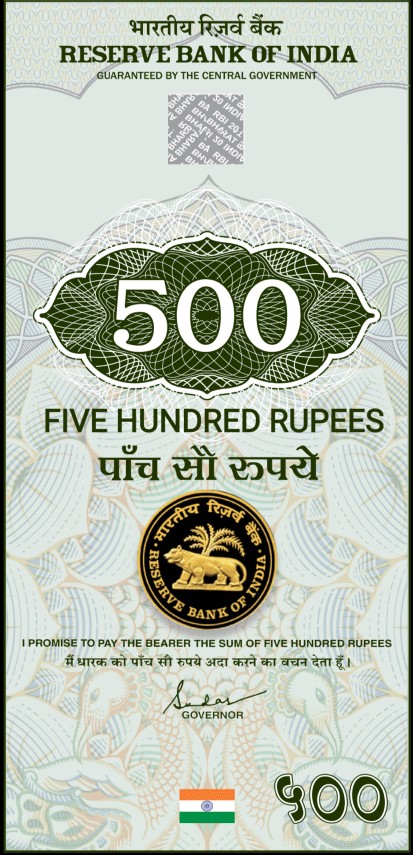 भारतीय रिज़र्व बैंक
RESERVE BANK OF INDIA
GUARANTEED BY THE CENTRAL GOVERNMENT
500
FIVE HUNDRED RUPEES
पाँच सौ रुपये
भारतीय रिज़र्व बैंक
RESERVE BANK OF INDIA
I PROMISE TO PAY THE BEARER THE SUM OF FIVE HUNDRED RUPEES
मैं धारक को पाँच सौ रुपये अदा करने का वचन देता हूँ।
GOVERNOR
५00